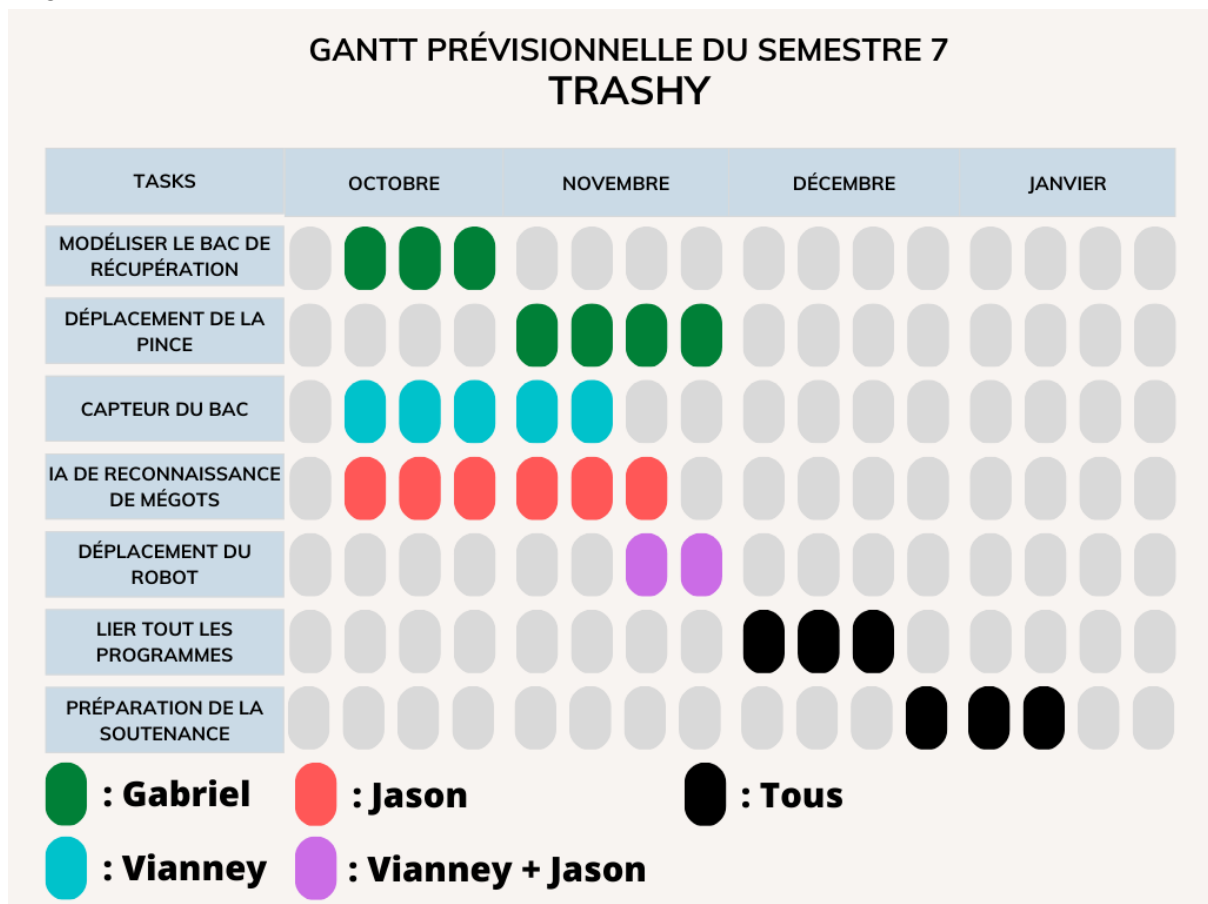 GANTT PRÉVISIONNELLE DU SEMESTRE 7
TRASHY
TASKS OCTOBRE NOVEMBRE DÉCEMBRE JANVIER
MODÉLISER LE BAC DE
RÉCUPÉRATION
DÉPLACEMENT DE LA
PINCE
CAPTEUR DU BAC
IA DE RECONNAISSANCE
DE MÉGOTS
DÉPLACEMENT DU
ROBOT
LIER TOUT LES
PROGRAMMES
PRÉPARATION DE LA
SOUTENANCE
: Gabriel : Jason : Tous
: Vianney : Vianney + Jason